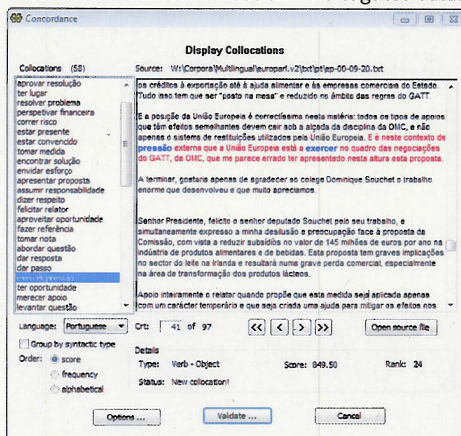 Concordance
Display Collocations
Collocations (58)
Source: W:\Corpora\Multilingual\europarl.v2\txt\pt\ep-00-09-20.txt
aprovar resolução
ter lugar
resolver problema
perspetivar financeira
correr risco
estar presente
estar convencido
tomar medida
encontrar solução
envidar esforço
apresentar proposta
assumir responsabilidade
dizer respeito
felicitar relator
aproveitar oportunidade
fazer referência
tomar nota
abordar questão
dar resposta
dar passo
ter oportunidade
merecer apoio
levantar questão
os créditos à exportação até à ajuda alimentar e às empresas comerciais do Estado.
Tudo isso tem que ser "posto na mesa" e reduzido no âmbito das regras do GATT.
E a posição da União Europeia é correctíssima nesta matéria: todos os tipos de apoios
que têm efeitos semelhantes devem cair sob a alçada da disciplina da OMC, e não
apenas o sistema de restituições utilizado pela União Europeia. E é neste contexto de
pressão externa que a União Europeia está a exercer no quadro das negociações
do GATT, da OMC, que me parece errado ter apresentado nesta altura esta proposta.
A terminar, gostaria apenas de agradecer ao colega Dominique Souchet o trabalho
enorme que desenvolveu e que muito apreciamos.
Senhor Presidente, felicito o senhor deputado Souchet pelo seu trabalho, e
simultaneamente expresso a minha desilusão e preocupação face à proposta da
Comissão, com vista a reduzir subsídios no valor de 145 milhões de euros por ano na
indústria de produtos alimentares e de bebidas. Esta proposta tem graves implicações
no sector do leite na Irlanda e resultará numa grave perda comercial, especialmente
na área de transformação dos produtos lácteos.
Apoio inteiramente o relator quando propõe que esta medida seja aplicada apenas
com um carácter temporário e que seja criada uma ajuda para mitigar os efeitos nos
Language: Portuguese
Crt: 41 of 97
<< < > >>
Open source file
Group by syntactic type
Order: score
frequency
alphabetical
Details
Type: Verb - Object Score: 849.50 Rank: 24
Status: New colocation!
Options ...
Validate ...
Cancel